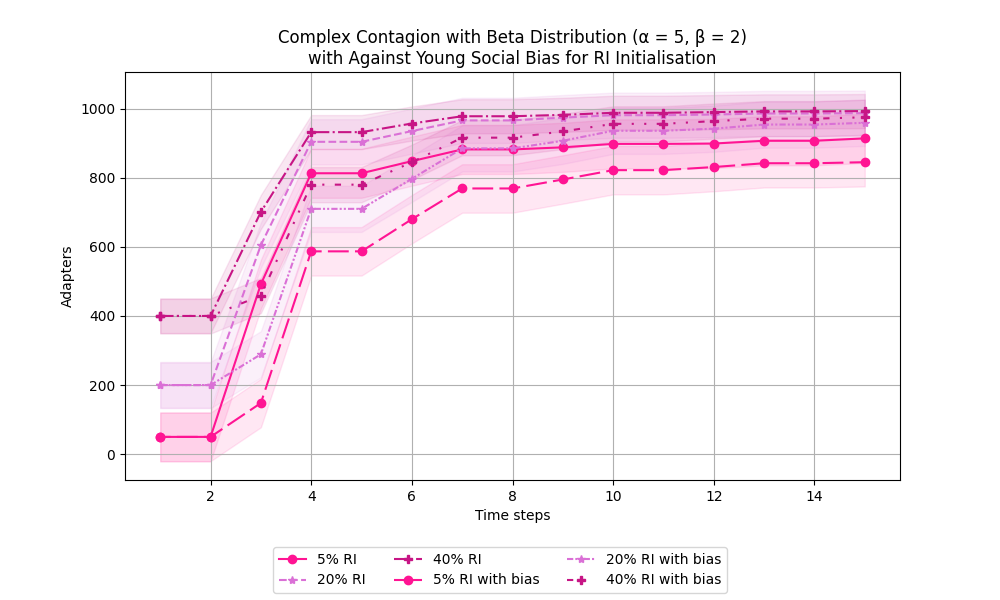 Complex Contagion with Beta Distribution (α = 5, β = 2)
with Against Young Social Bias for RI Initialisation
Adapters
1000
800
600
400
200
0
2 4 6 8 10 12 14
Time steps
5% RI 40% RI 20% RI with bias
20% RI 5% RI with bias 40% RI with bias